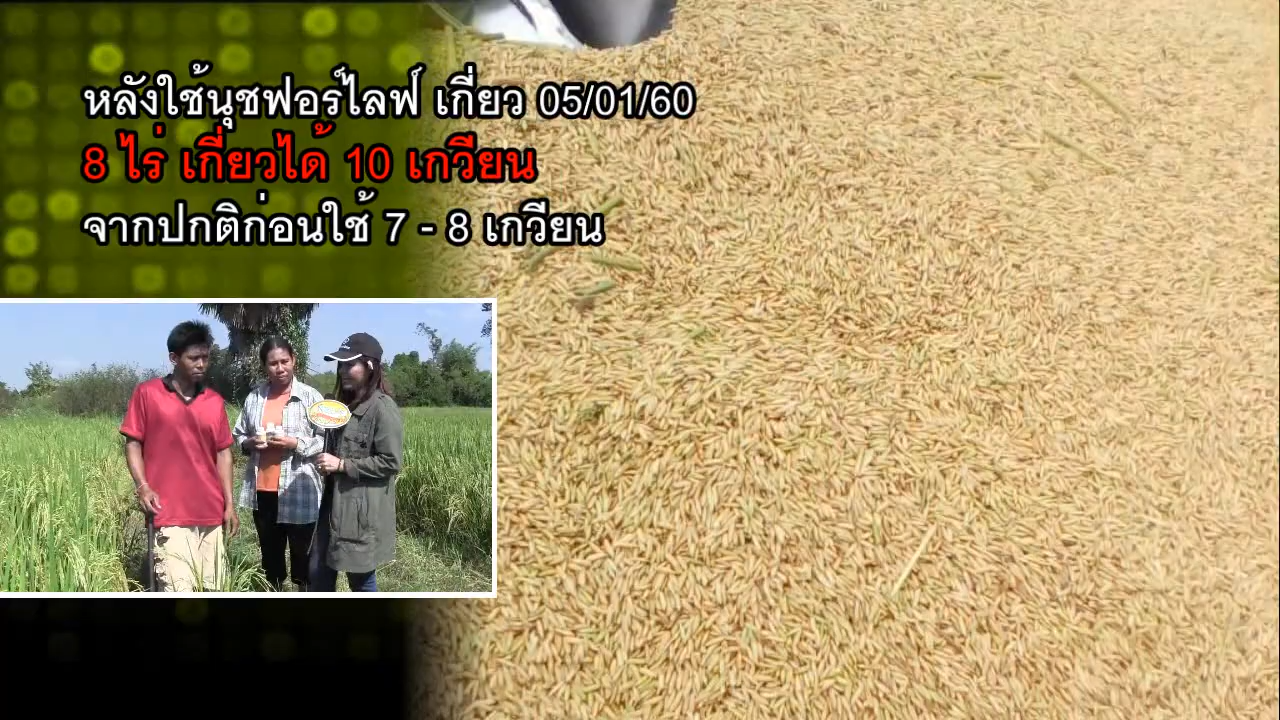 หลังใช้นุชฟอร์ไลฟ์ เกี่ยว 05/01/60
8 ไร่ เกี่ยวได้ 10 เกวียน
จากปกติก่อนใช้ 7 - 8 เกวียน